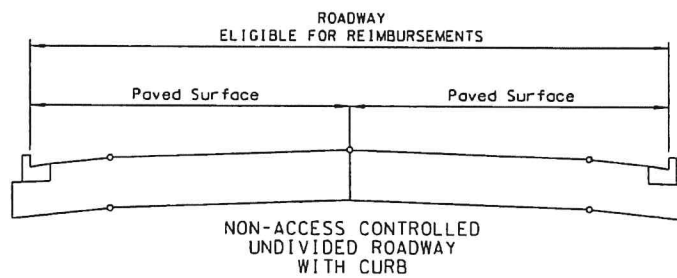 ROADWAY
ELIGIBLE FOR REIMBURSEMENTS
Paved Surface
Paved Surface
NON-ACCESS CONTROLLED
UNDIVIDED ROADWAY
WITH CURB